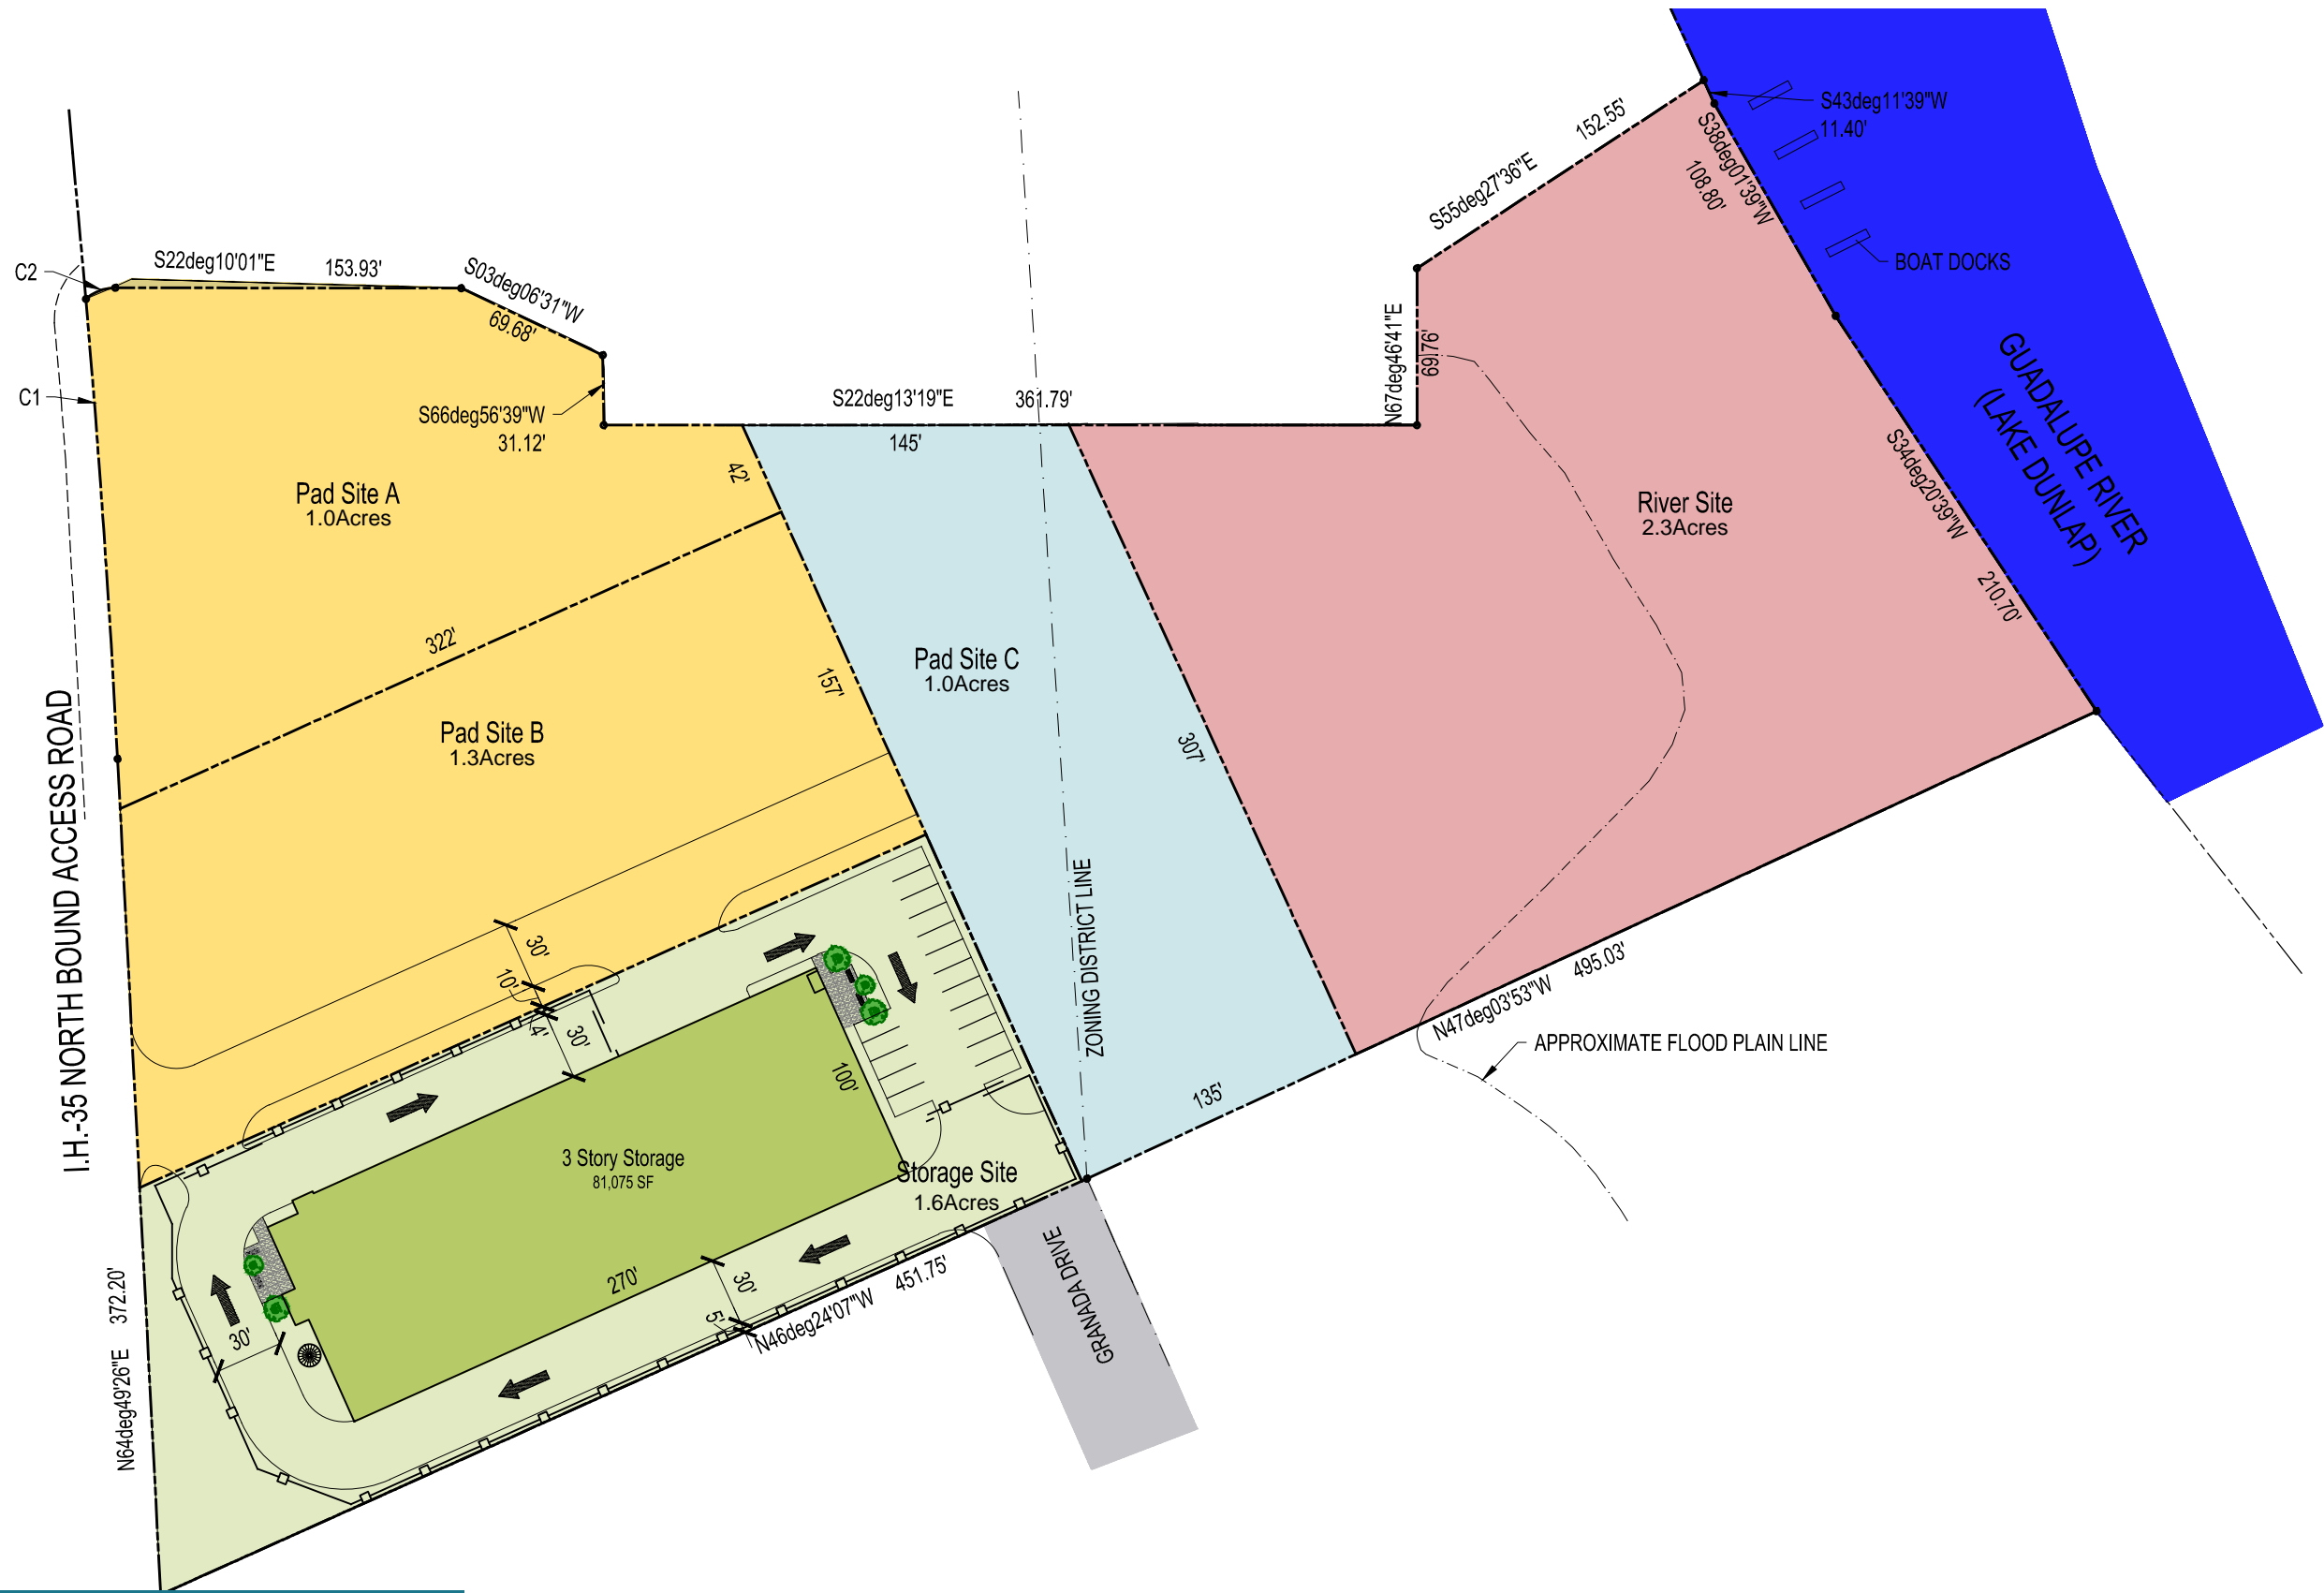 S43deg11'39"W
11.40'
152.55'
S38deg01'39"W
108.80'
S55deg27'36"E
S22deg10'01"E 153.93'
C2
S03deg06'31"W
69.68'
BOAT DOCKS
GUADALUPE RIVER
(LAKE DUNLAP)
N67deg46'41"E
69.76'
C1
S66deg56'39"W
31.12'
S22deg13'19"E 361.79'
145'
42'
S34deg20'39"W
210.70'
Pad Site A
1.0Acres
River Site
2.3Acres
322'
157'
Pad Site C
1.0Acres
307'
Pad Site B
1.3Acres
I.H.-35 NORTH BOUND ACCESS ROAD
30'
10'
4'
30'
ZONING DISTRICT LINE
N47deg03'53"W 495.03'
APPROXIMATE FLOOD PLAIN LINE
100'
135'
3 Story Storage
81,075 SF
Storage Site
1.6Acres
GRANADA DRIVE
270'
30'
5'
N46deg24'07"W 451.75'
30'
N64deg49'26"E 372.20'